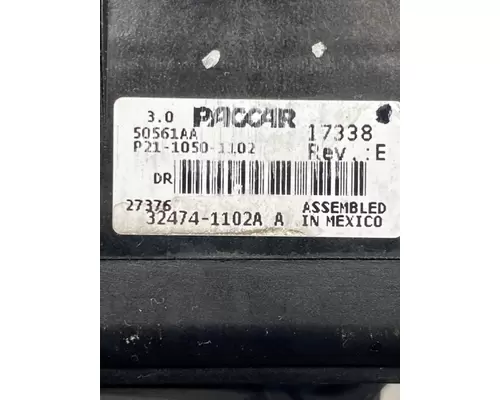 3.0 PACCAR
50561AA 17338
P21-1050-1102 Rev.:E
DR
27376 ASSEMBLED
32474-1102A A IN MEXICO